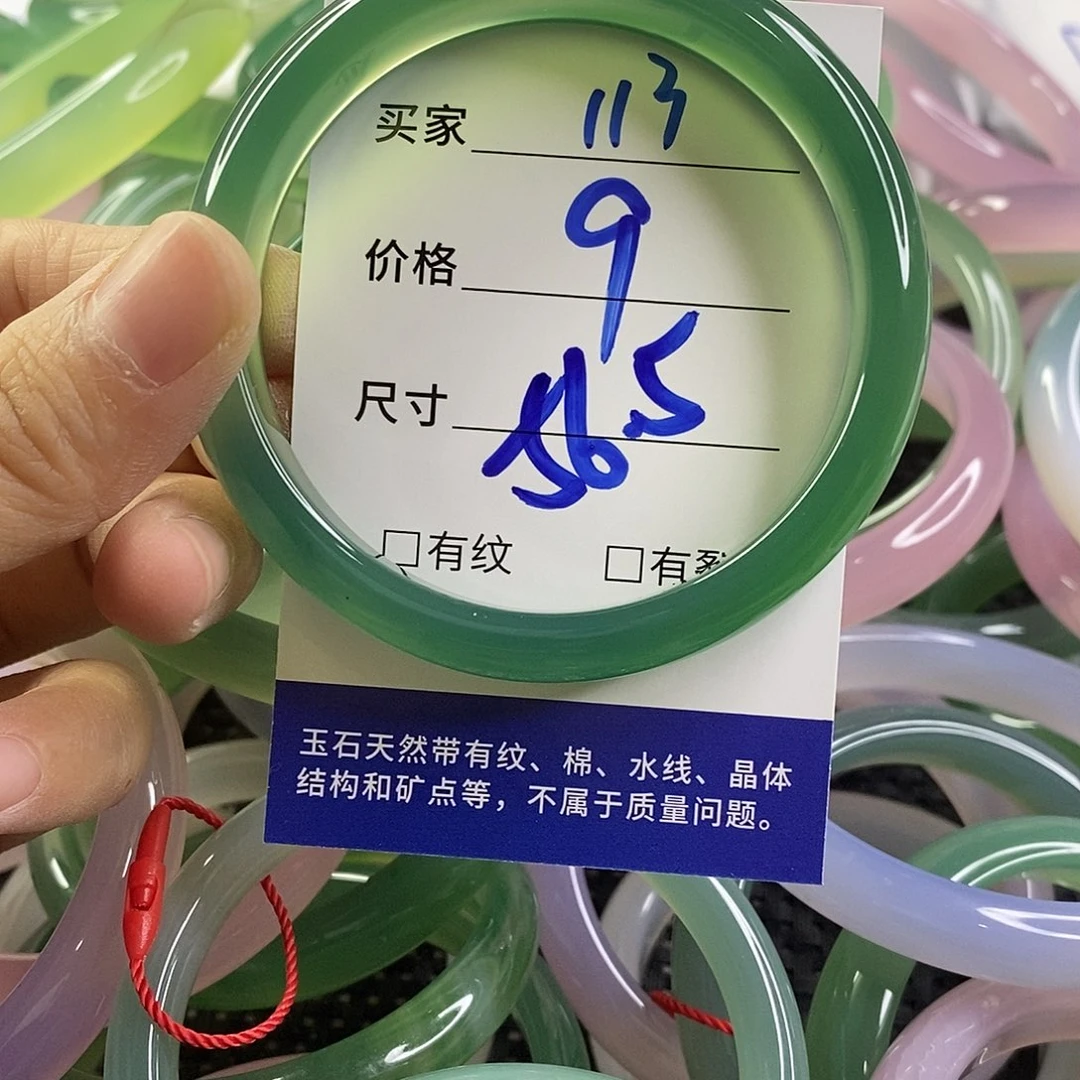 买家 113
价格 9
尺寸 56.5
□有纹 □有裂
玉石天然带有纹、棉、水线、晶体
结构和矿点等，不属于质量问题。